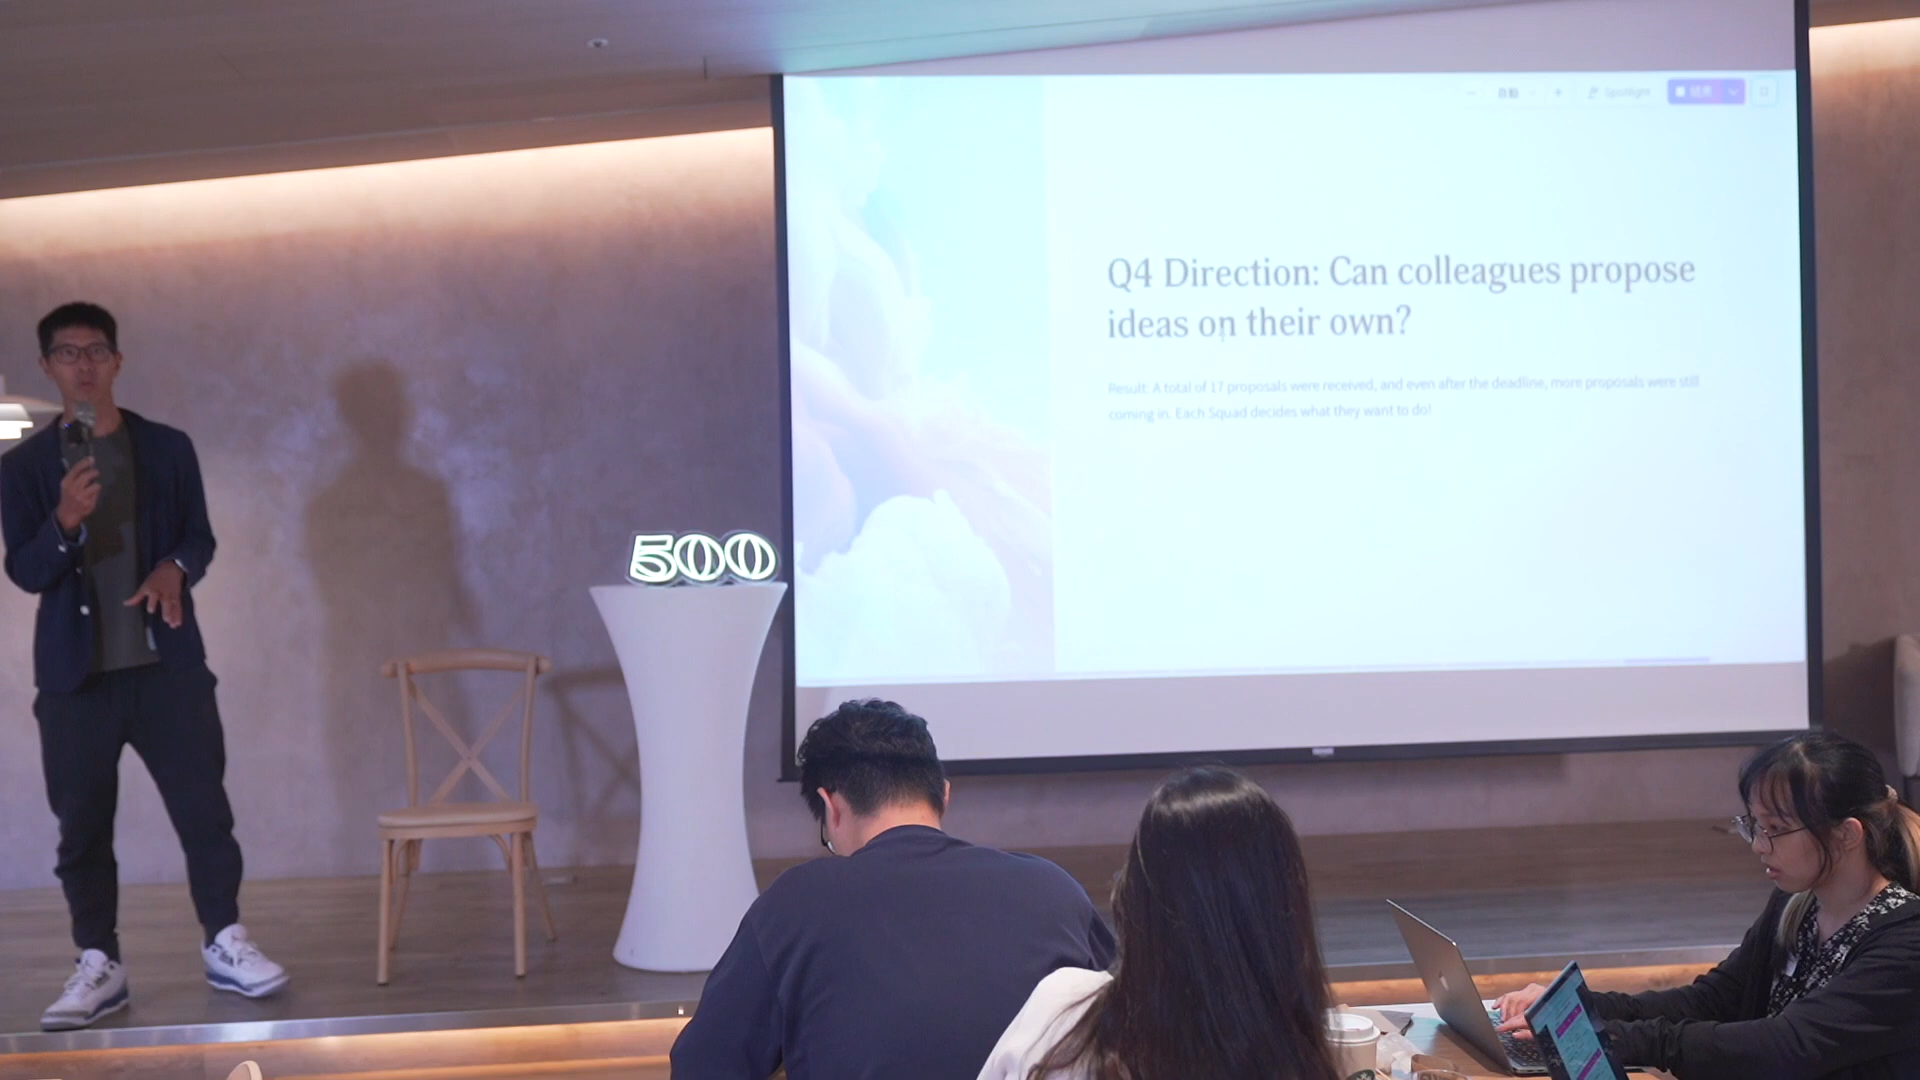 Spotlight
Q4 Direction: Can colleagues propose
ideas on their own?
Result: A total of 17 proposals were received, and even after the deadline, more proposals were still
coming in. Each Squad decides what they want to do!
500